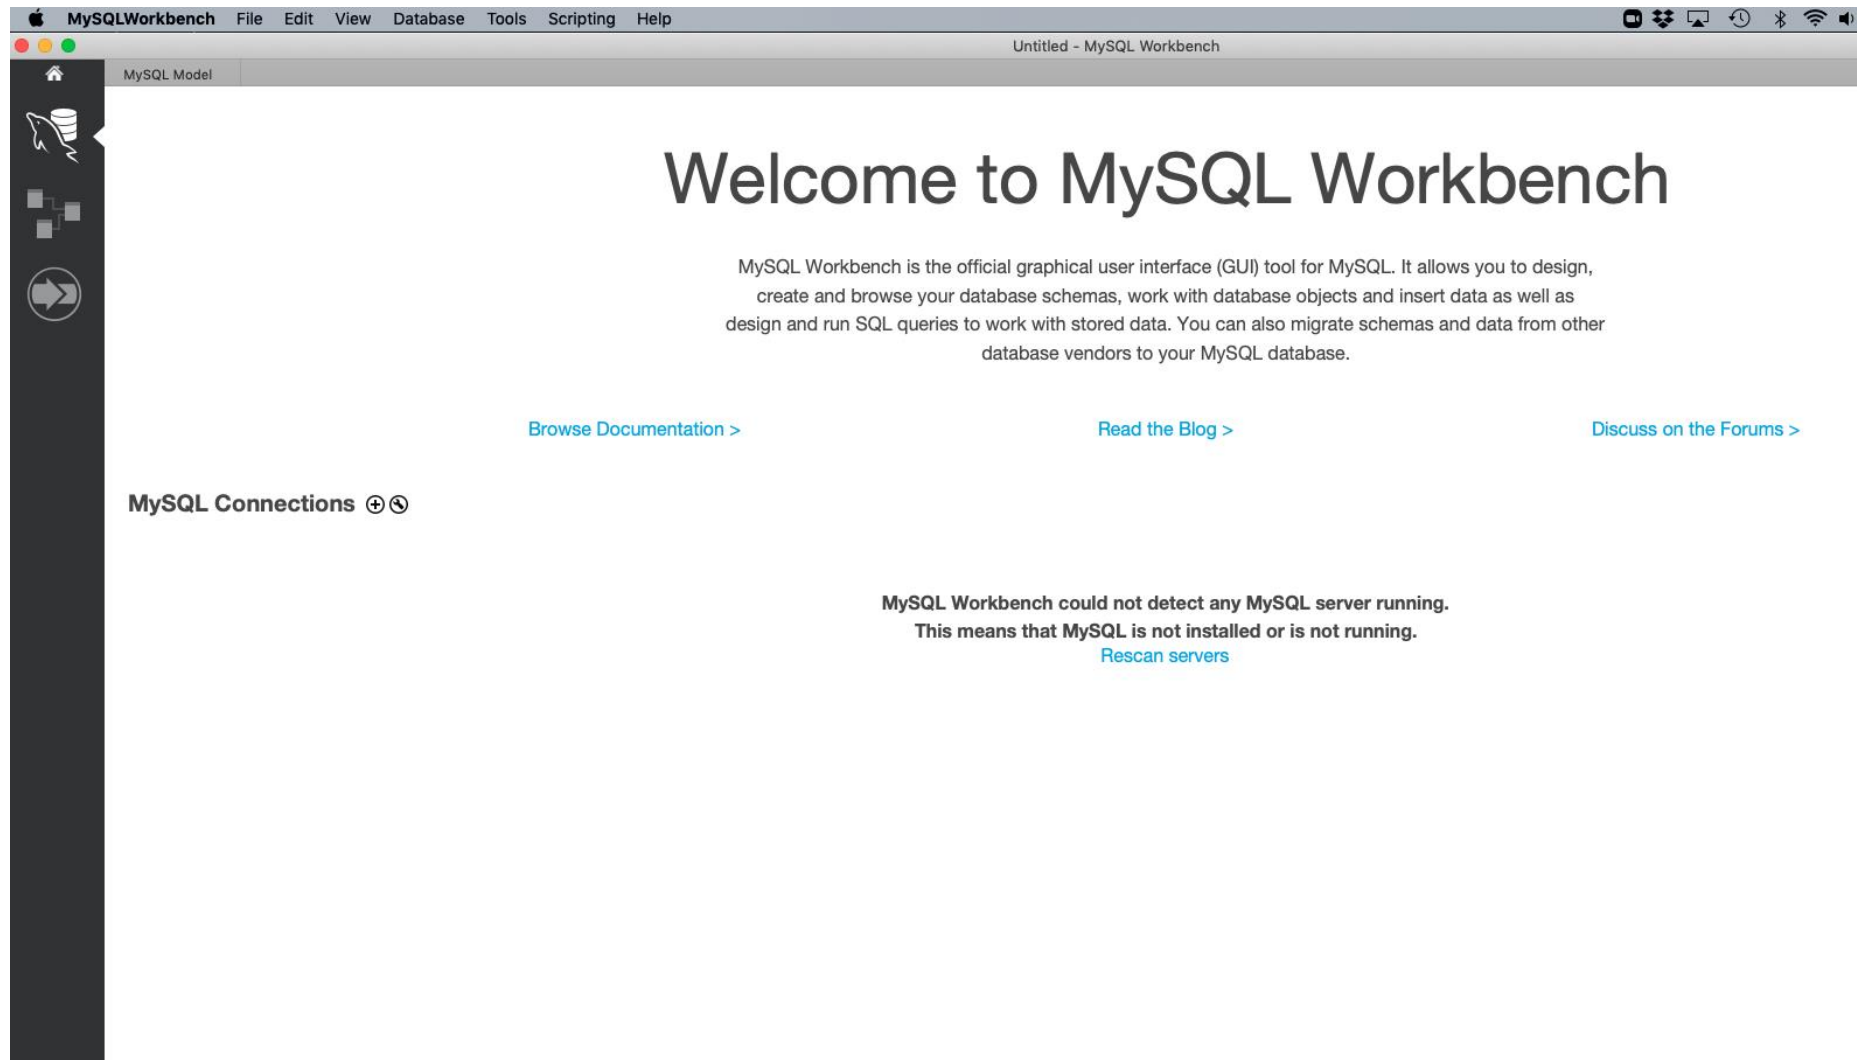 MySQLWorkbench File Edit View Database Tools Scripting Help
Untitled - MySQL Workbench
MySQL Model
Welcome to MySQL Workbench
MySQL Workbench is the official graphical user interface (GUI) tool for MySQL. It allows you to design,
create and browse your database schemas, work with database objects and insert data as well as
design and run SQL queries to work with stored data. You can also migrate schemas and data from other
database vendors to your MySQL database.
Browse Documentation > Read the Blog > Discuss on the Forums >
MySQL Connections
MySQL Workbench could not detect any MySQL server running.
This means that MySQL is not installed or is not running.
Rescan servers